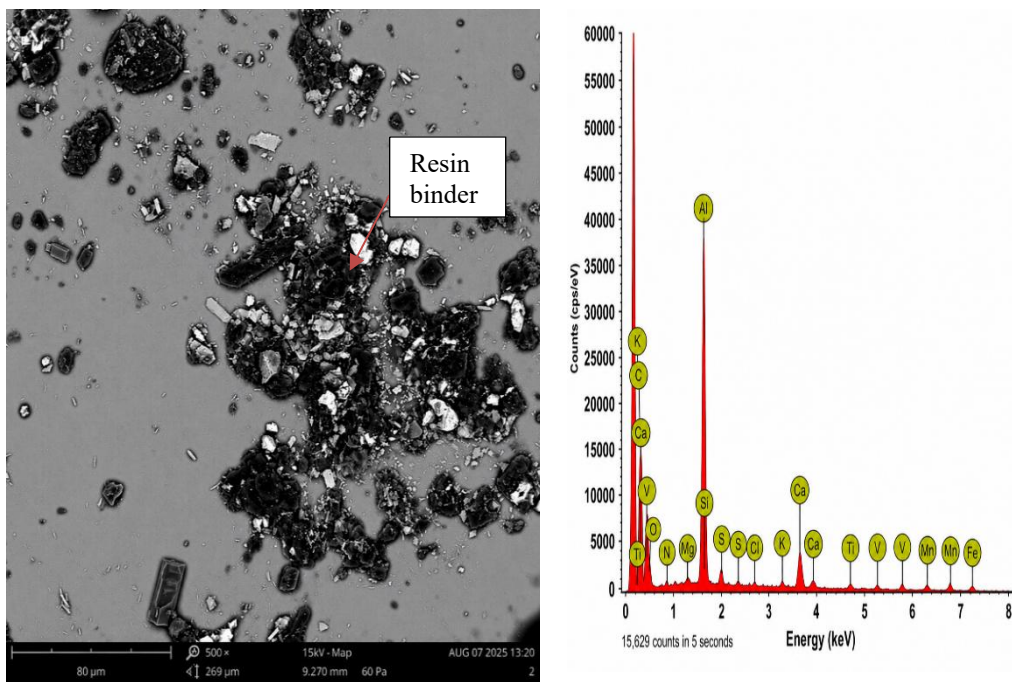 Resin
binder
80 µm
500 ×
15kV - Map
AUG 07 2025 13:20
269 µm
9.270 mm
60 Pa
2
Counts (cps/eV)
60000
55000
50000
45000
40000
35000
30000
25000
20000
15000
10000
5000
0
K
C
Ca
V
O
Ti
N
Mg
Al
Si
S
S
Cl
K
Ca
Ca
Ti
V
V
Mn
Mn
Fe
0 1 2 3 4 5 6 7 8
15,629 counts in 5 seconds
Energy (keV)